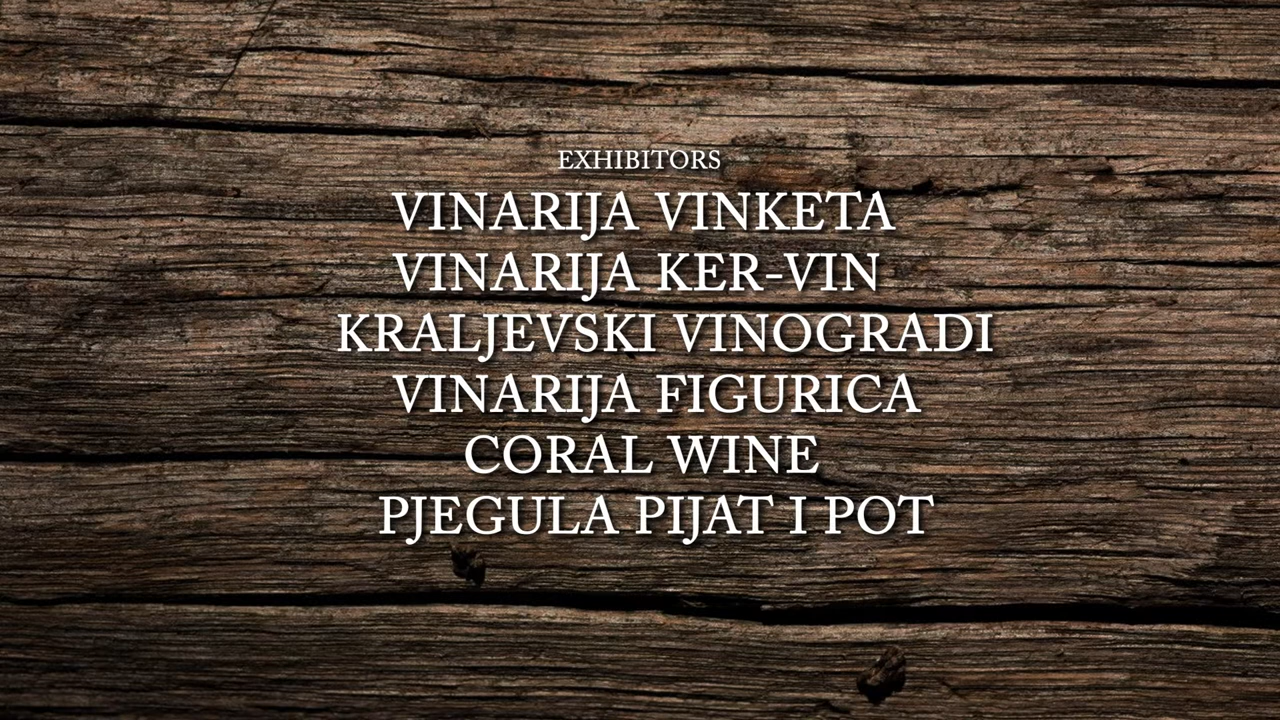 EXHIBITORS
VINARIJA VINKETA
VINARIJA KER-VIN
KRALJEVSKI VINOGRADI
VINARIJA FIGURICA
CORAL WINE
PJEGULA PIJAT I POT